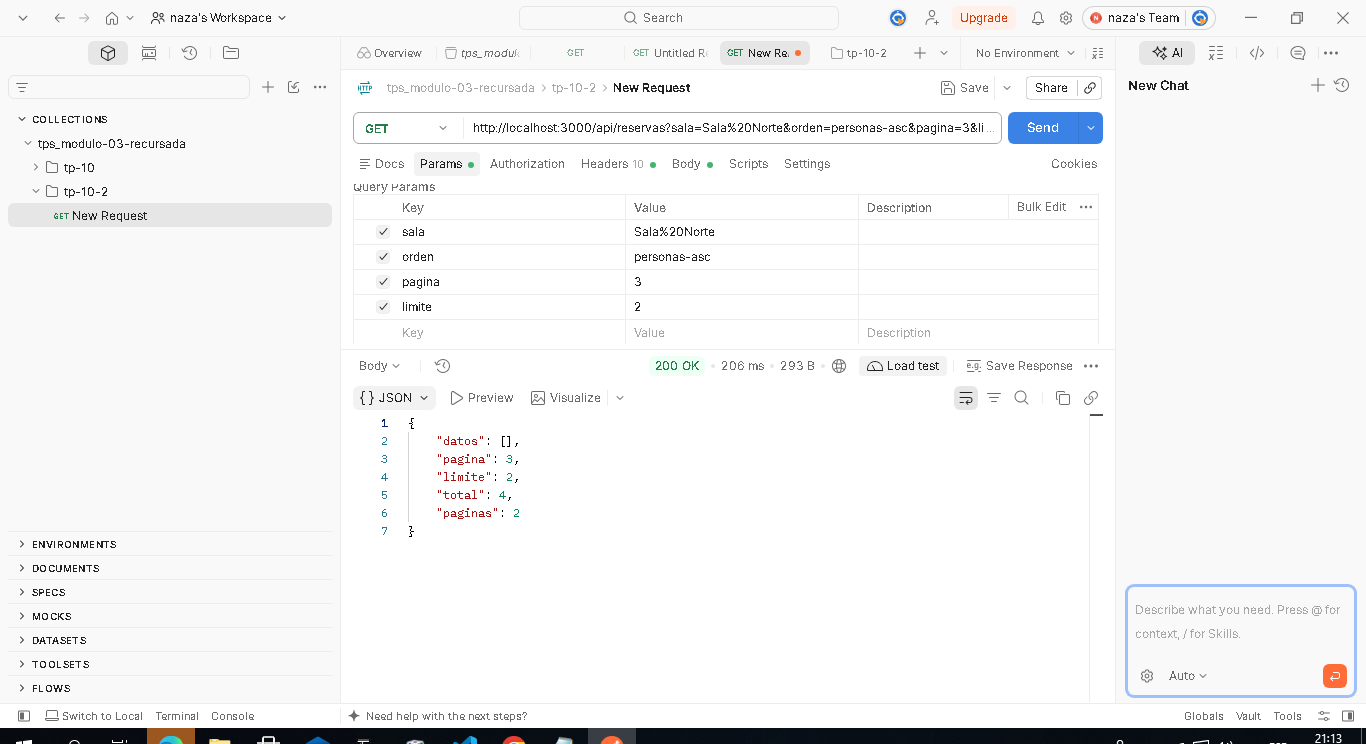 naza's Workspace
Search
Upgrade
naza's Team
Overview
tps_modulo
GET
GET Untitled R
GET New Re.
tp-10-2
No Environment
AI
HTTP tps_modulo-03-recursada > tp-10-2 > New Request
Save
Share
New Chat
COLLECTIONS
tps_modulo-03-recursada
tp-10
tp-10-2
GET New Request
GET
http://localhost:3000/api/reservas?sala=Sala%20Norte&orden=personas-asc&pagina=3&li...
Send
Docs
Params
Authorization
Headers 10
Body
Scripts
Settings
Cookies
Query Params
Key Value Description Bulk Edit
sala Sala%20Norte
orden personas-asc
pagina 3
limite 2
Key Value Description
Body
200 OK • 206 ms • 293 B
Load test
e.g. Save Response
{} JSON
Preview
Visualize
1 {
2 "datos": [],
3 "pagina": 3,
4 "limite": 2,
5 "total": 4,
6 "paginas": 2
7 }
ENVIRONMENTS
DOCUMENTS
SPECS
MOCKS
DATASETS
TOOLSETS
FLOWS
Describe what you need. Press @ for
context, / for Skills.
Auto
Switch to Local
Terminal
Console
Need help with the next steps?
Globals
Vault
Tools
21:13